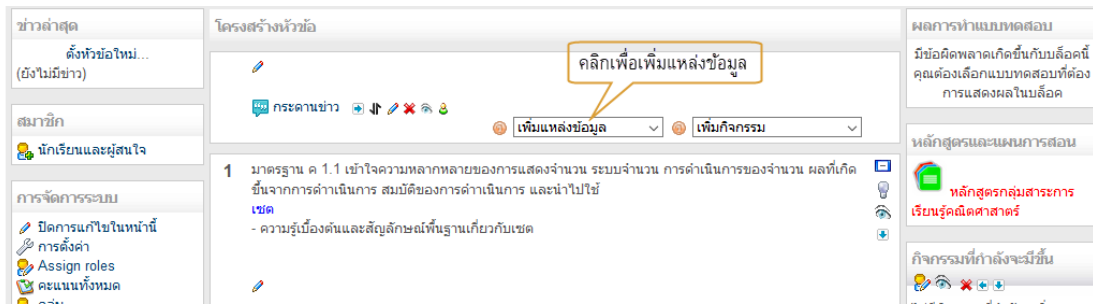 ข่าวล่าสุด
ตั้งหัวข้อใหม่...
(ยังไม่มีข่าว)
สมาชิก
นักเรียนและผู้สนใจ
การจัดการระบบ
ปิดการแก้ไขในหน้านี้
การตั้งค่า
Assign roles
คะแนนทั้งหมด
โครงสร้างหัวข้อ
คลิกเพื่อเพิ่มแหล่งข้อมูล
กระดานข่าว
เพิ่มแหล่งข้อมูล เพิ่มกิจกรรม
1 มาตรฐาน ค 1.1 เข้าใจความหลากหลายของการแสดงจำนวน ระบบจำนวน การดำเนินการของจำนวน ผลที่เกิด
ขึ้นจากการดำเนินการ สมบัติของการดำเนินการ และนำไปใช้
เซต
- ความรู้เบื้องต้นและสัญลักษณ์พื้นฐานเกี่ยวกับเซต
ผลการทำแบบทดสอบ
มีข้อผิดพลาดเกิดขึ้นกับบล็อคนี้
คุณต้องเลือกแบบทดสอบที่ต้อง
การแสดงผลในบล็อค
หลักสูตรและแผนการสอน
หลักสูตรกลุ่มสาระการ
เรียนรู้คณิตศาสตร์
กิจกรรมที่กำลังจะมีขึ้น